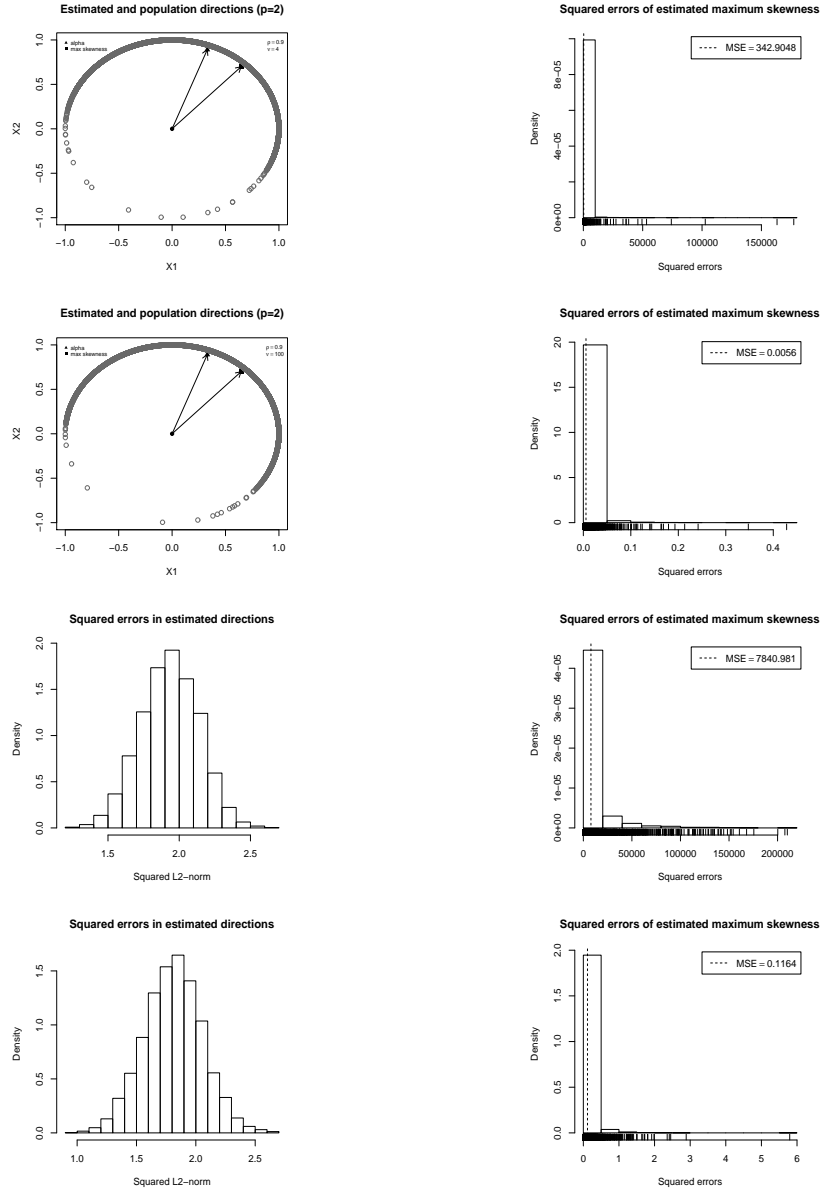 Estimated and population directions (p=2)
alpha
max skewness
ρ = 0.9
ν = 4
X2
1.0
0.5
0.0
−0.5
−1.0
−1.0 −0.5 0.0 0.5 1.0
X1
Squared errors of estimated maximum skewness
MSE = 342.9048
Density
8e−05
4e−05
0e+00
0 50000 100000 150000
Squared errors
Estimated and population directions (p=2)
alpha
max skewness
ρ = 0.9
ν = 100
X2
1.0
0.5
0.0
−0.5
−1.0
−1.0 −0.5 0.0 0.5 1.0
X1
Squared errors of estimated maximum skewness
MSE = 0.0056
Density
20
15
10
5
0
0.0 0.1 0.2 0.3 0.4
Squared errors
Squared errors in estimated directions
Density
2.0
1.5
1.0
0.5
0.0
1.5 2.0 2.5
Squared L2−norm
Squared errors of estimated maximum skewness
MSE = 7840.981
Density
4e−05
3e−05
2e−05
1e−05
0e+00
0 50000 100000 150000 200000
Squared errors
Squared errors in estimated directions
Density
1.5
1.0
0.5
0.0
1.0 1.5 2.0 2.5
Squared L2−norm
Squared errors of estimated maximum skewness
MSE = 0.1164
Density
2.0
1.5
1.0
0.5
0.0
0 1 2 3 4 5 6
Squared errors